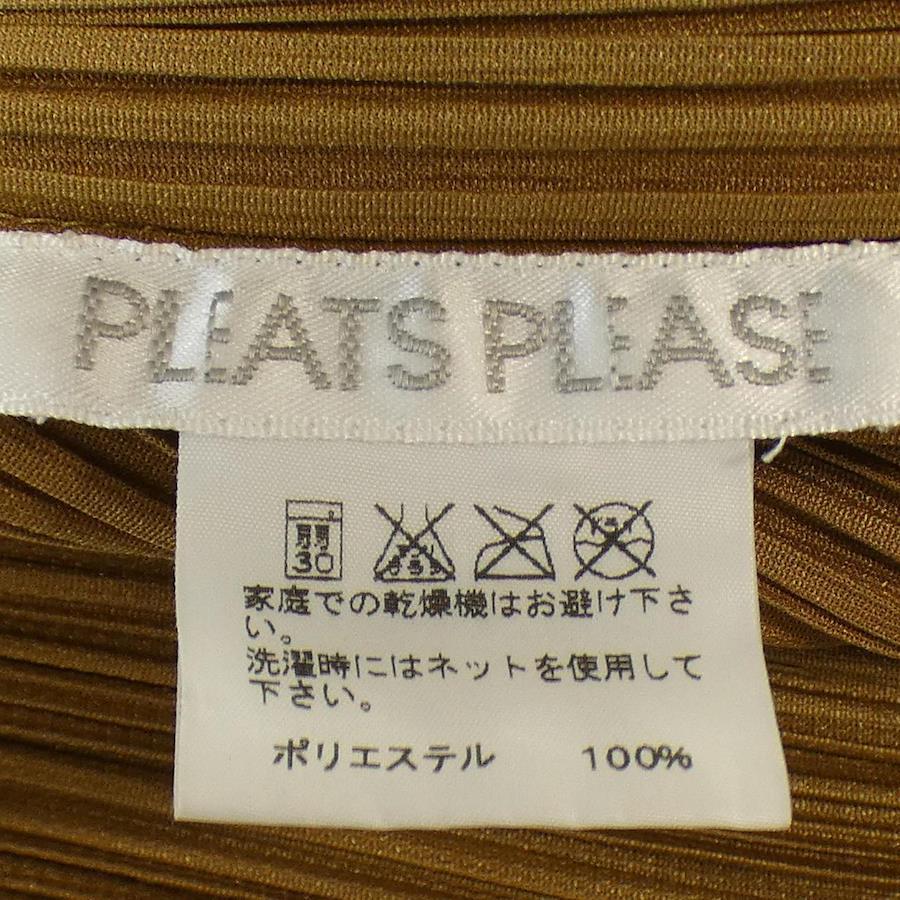 PLEATS PLEASE
弱
30
家庭での乾燥機はお避け下さ
い。
洗濯時にはネットを使用して
下さい。
ポリエステル 100%